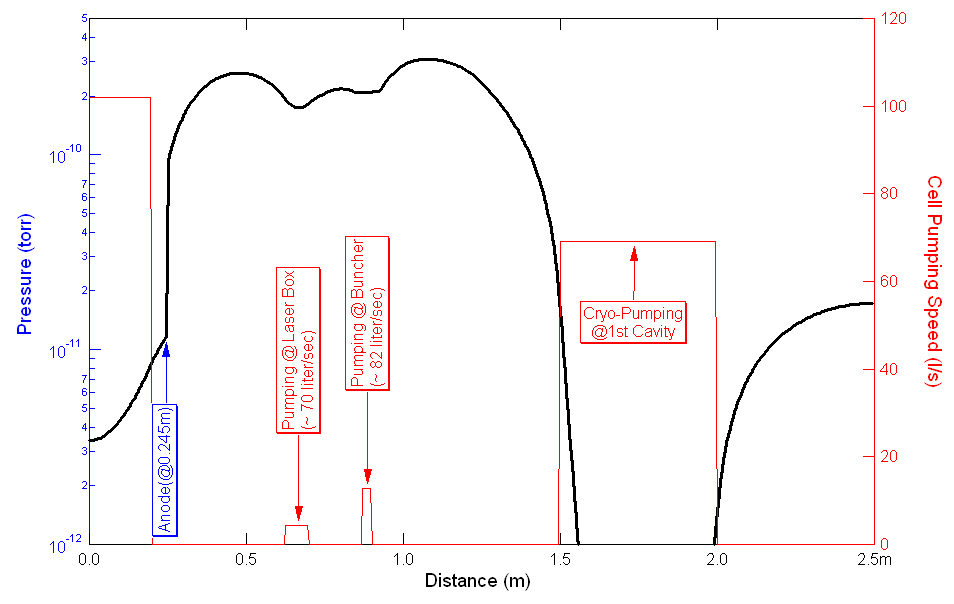 5
4
3
2
10⁻¹⁰
7
6
5
4
3
2
10⁻¹¹
7
6
5
4
3
2
10⁻¹²
Pressure (torr)
120
100
80
60
40
20
0
Cell Pumping Speed (l/s)
Pumping @ Laser Box
(~ 70 liter/sec)
Pumping @ Buncher
(~ 82 liter/sec)
Cryo-Pumping
@1st Cavity
Anode(@0.245m)
0.0
0.5
1.0
1.5
2.0
2.5m
Distance (m)